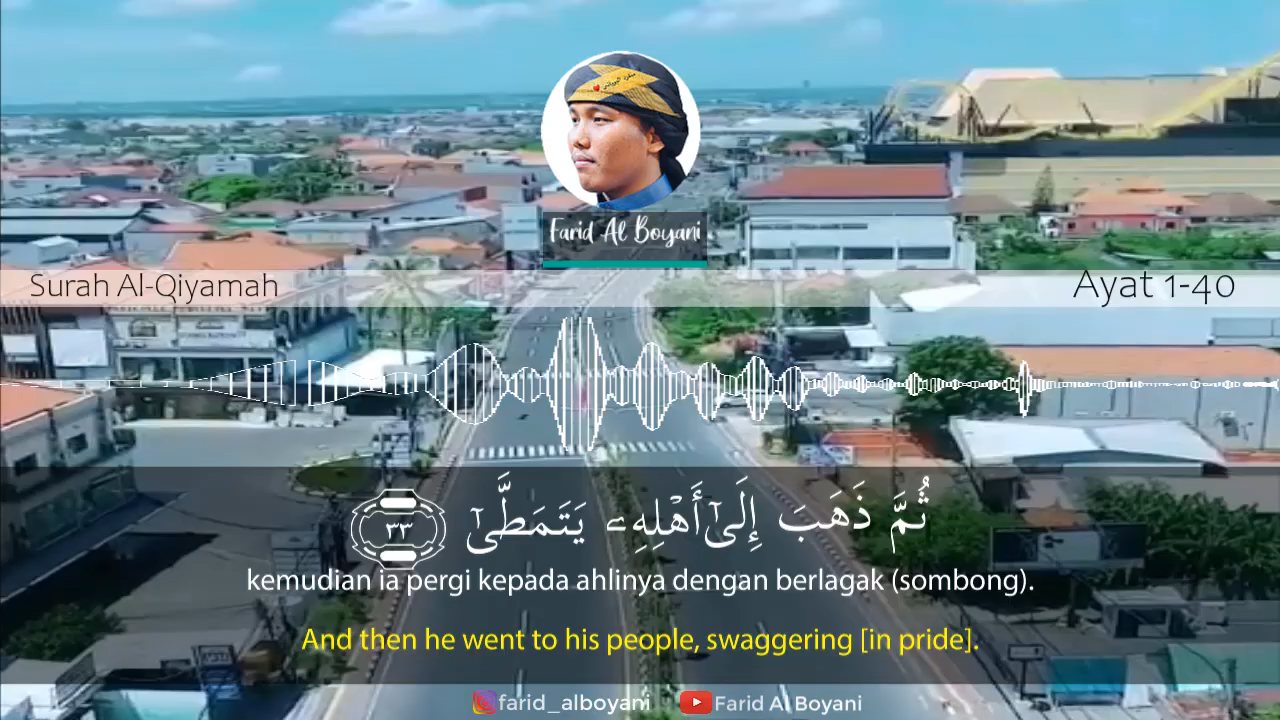 Farid Al Boyani
Surah Al-Qiyamah
Ayat 1-40
ثُمَّ ذَهَبَ إِلَىٰٓ أَهْلِهِۦ يَتَمَطَّىٰٓ ٣٣
kemudian ia pergi kepada ahlinya dengan berlagak (sombong).
And then he went to his people, swaggering [in pride].
farid_alboyani
Farid Al Boyani